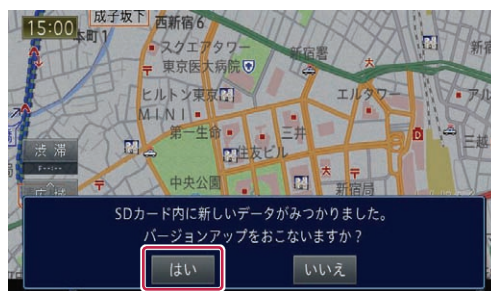 15:00
成子坂下
西新宿6
本町1
スクエアタワー
新宿署
東京医大病院
ヒルトン東京
エルタワー
MINI
第一生命
三井
住友ビル
三越
渋滞
中央公園
新宿局
広域
SDカード内に新しいデータがみつかりました。
バージョンアップをおこないますか?
はい
いいえ